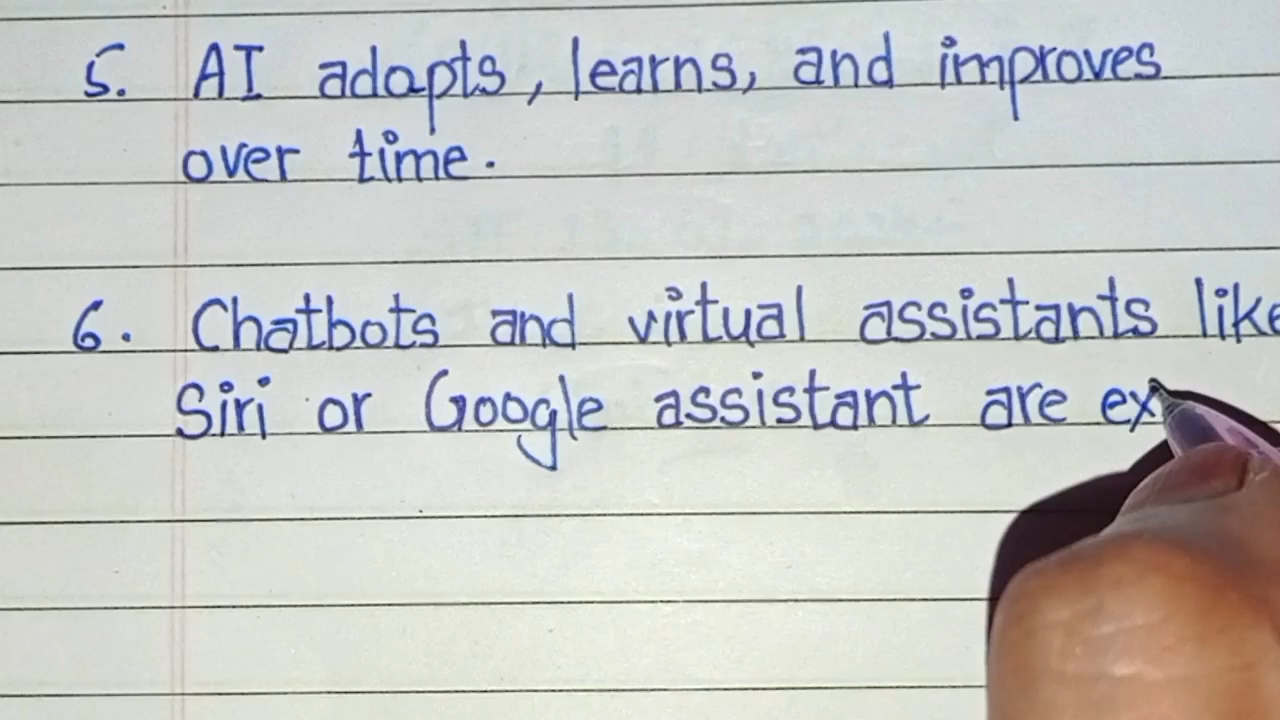 5. AI adapts, learns, and improves
over time.
6. Chatbots and virtual assistants like
Siri or Google assistant are ex